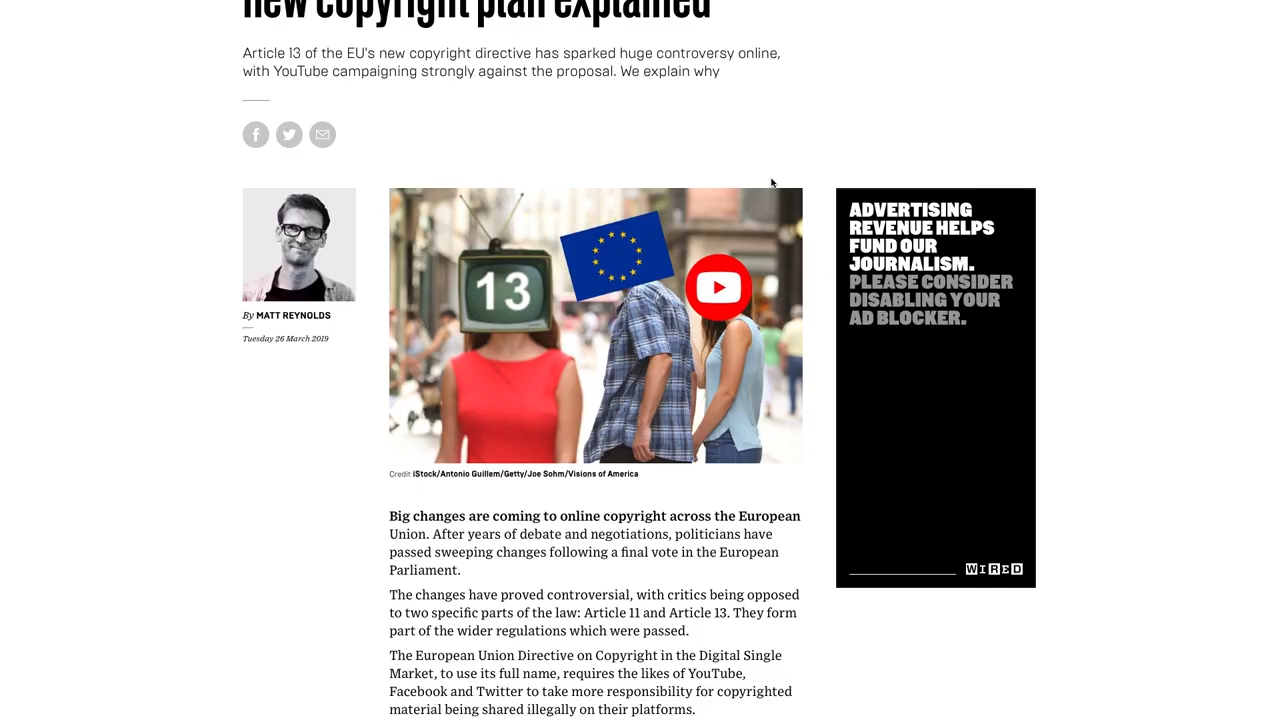 new copyright plan explained
Article 13 of the EU's new copyright directive has sparked huge controversy online,
with YouTube campaigning strongly against the proposal. We explain why
By MATT REYNOLDS
Tuesday 26 March 2019
13
Credit iStock/Antonio Guillem/Getty/Joe Sohm/Visions of America
Big changes are coming to online copyright across the European
Union. After years of debate and negotiations, politicians have
passed sweeping changes following a final vote in the European
Parliament.
The changes have proved controversial, with critics being opposed
to two specific parts of the law: Article 11 and Article 13. They form
part of the wider regulations which were passed.
The European Union Directive on Copyright in the Digital Single
Market, to use its full name, requires the likes of YouTube,
Facebook and Twitter to take more responsibility for copyrighted
material being shared illegally on their platforms.
ADVERTISING
REVENUE HELPS
FUND OUR
JOURNALISM.
PLEASE CONSIDER
DISABLING YOUR
AD BLOCKER.
WIRED